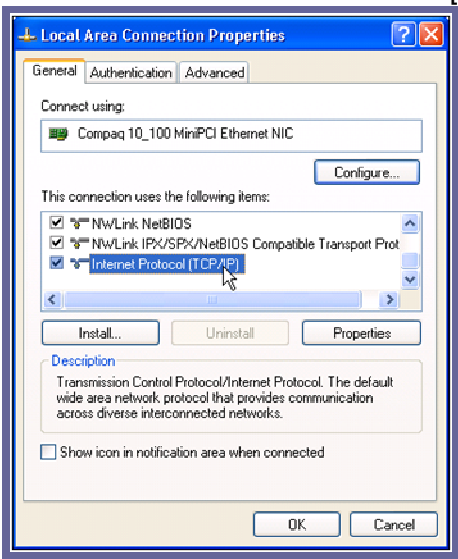 Local Area Connection Properties
General Authentication Advanced
Connect using:
Compaq 10_100 MiniPCI Ethernet NIC
Configure...
This connection uses the following items:
NWLink NetBIOS
NWLink IPX/SPX/NetBIOS Compatible Transport Prot
Internet Protocol (TCP/IP)
Install... Uninstall Properties
Description
Transmission Control Protocol/Internet Protocol. The default
wide area network protocol that provides communication
across diverse interconnected networks.
Show icon in notification area when connected
OK Cancel